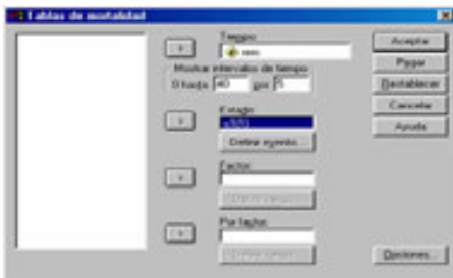 Tablas de mortalidad
Tiempo:
Mostrar intervalos de tiempo
0 hasta 40 por 5
Estado:
Definir evento...
Factor:
Por factor:
Aceptar
Pegar
Restablecer
Cancelar
Ayuda
Opciones...